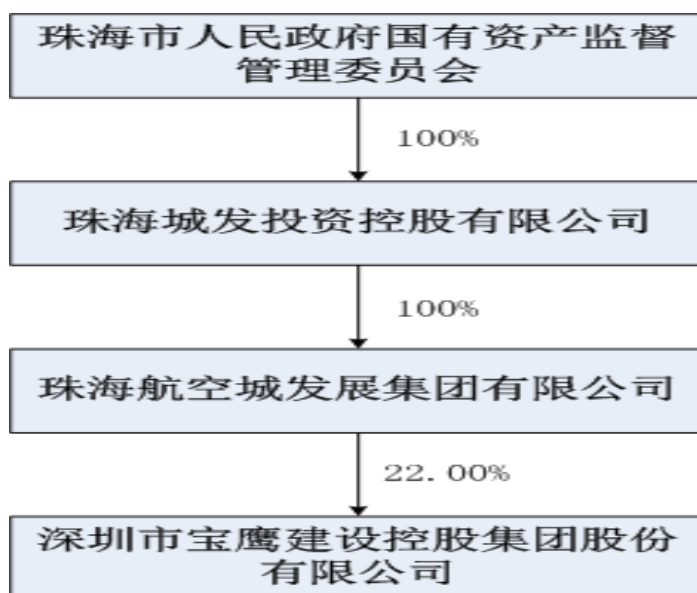 珠海市人民政府国有资产监督
管理委员会
100%
珠海城发投资控股有限公司
100%
珠海航空城发展集团有限公司
22.00%
深圳市宝鹰建设控股集团股份
有限公司